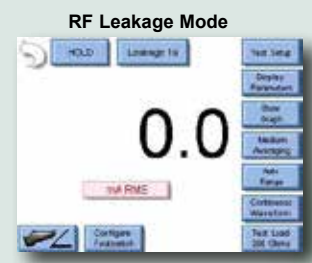 RF Leakage Mode
HOLD
Leakage 1Ω
Test Setup
Display
Parameters
Show
Graph
Medium
Averaging
0.0
Auto
Range
mA RMS
Continuous
Waveform
Configure
Footswitch
Test Load
200 Ohms